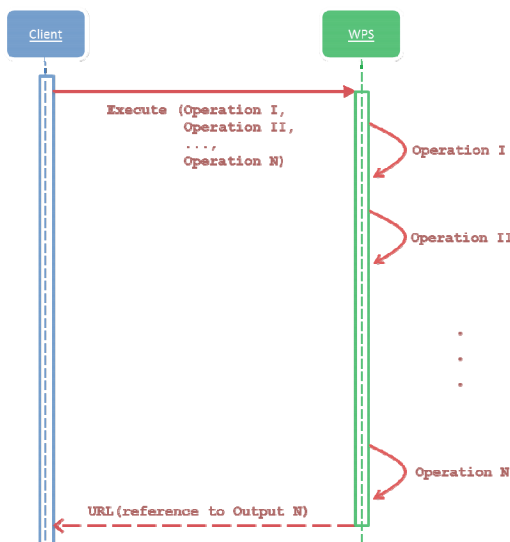 Client
WPS
Execute (Operation I,
Operation II,
...,
Operation N)
Operation I
Operation II
Operation N
URL(reference to Output N)